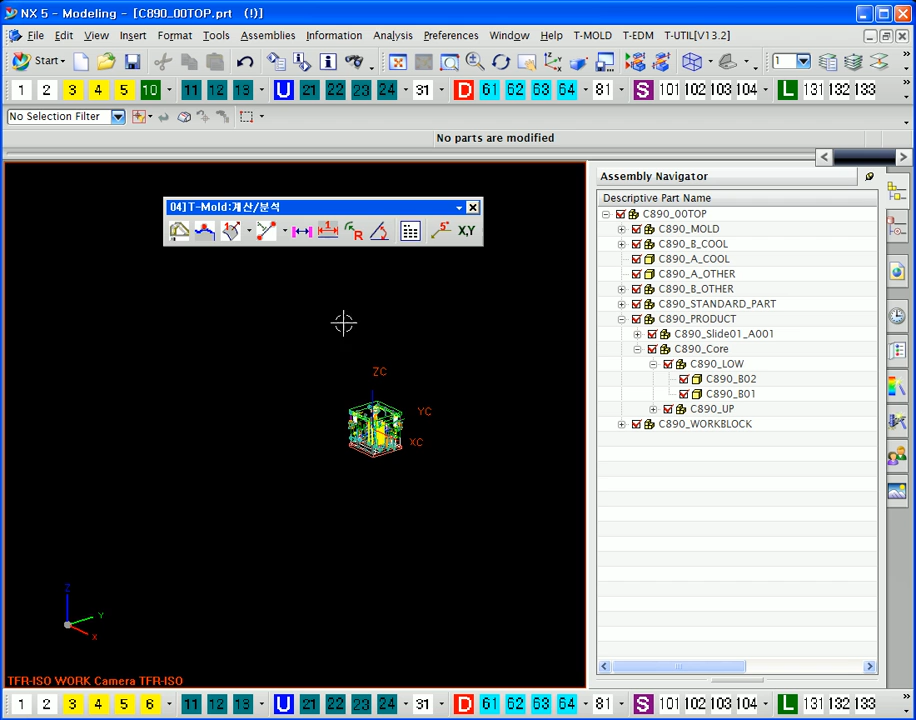 NX 5 - Modeling - [C890_00TOP.prt (!)]
File Edit View Insert Format Tools Assemblies Information Analysis Preferences Window Help T-MOLD T-EDM T-UTIL[V13.2]
Start 1
1 2 3 4 5 10 11 12 13 U 21 22 23 24 31 D 61 62 63 64 81 S 101 102 103 104 L 131 132 133
No Selection Filter
No parts are modified
Assembly Navigator
Descriptive Part Name
04]T-Mold:계산/분석
1 R 5 X,Y
C890_00TOP
C890_MOLD
C890_B_COOL
C890_A_COOL
C890_A_OTHER
C890_B_OTHER
C890_STANDARD_PART
C890_PRODUCT
C890_Slide01_A001
C890_Core
C890_LOW
C890_B02
C890_B01
C890_UP
C890_WORKBLOCK
ZC
YC
XC
Z
Y
X
TFR-ISO WORK Camera TFR-ISO
1 2 3 4 5 6 11 12 13 U 21 22 23 24 31 D 61 62 63 64 81 S 101 102 103 104 L 131 132 133